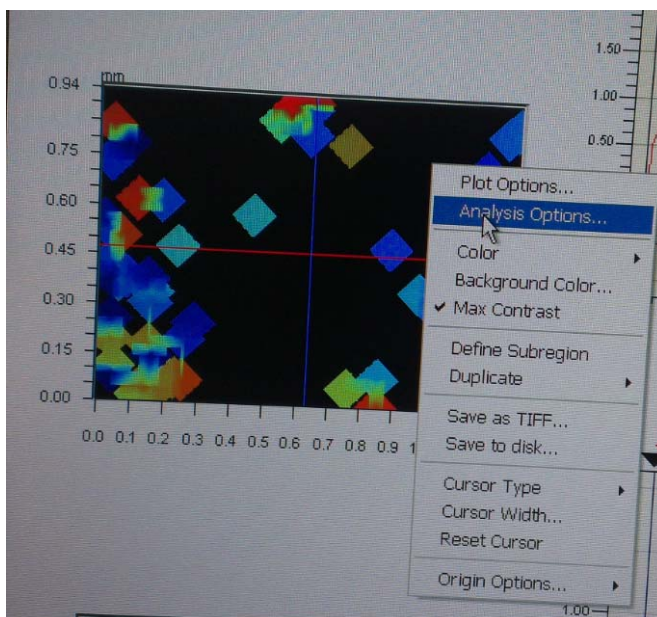 1.50
1.00
0.50
0.94
mm
0.75
0.60
0.45
0.30
0.15
0.00
0.0 0.1 0.2 0.3 0.4 0.5 0.6 0.7 0.8 0.9 1
Plot Options...
Analysis Options...
Color
Background Color...
Max Contrast
Define Subregion
Duplicate
Save as TIFF...
Save to disk...
Cursor Type
Cursor Width...
Reset Cursor
Origin Options...
1.00